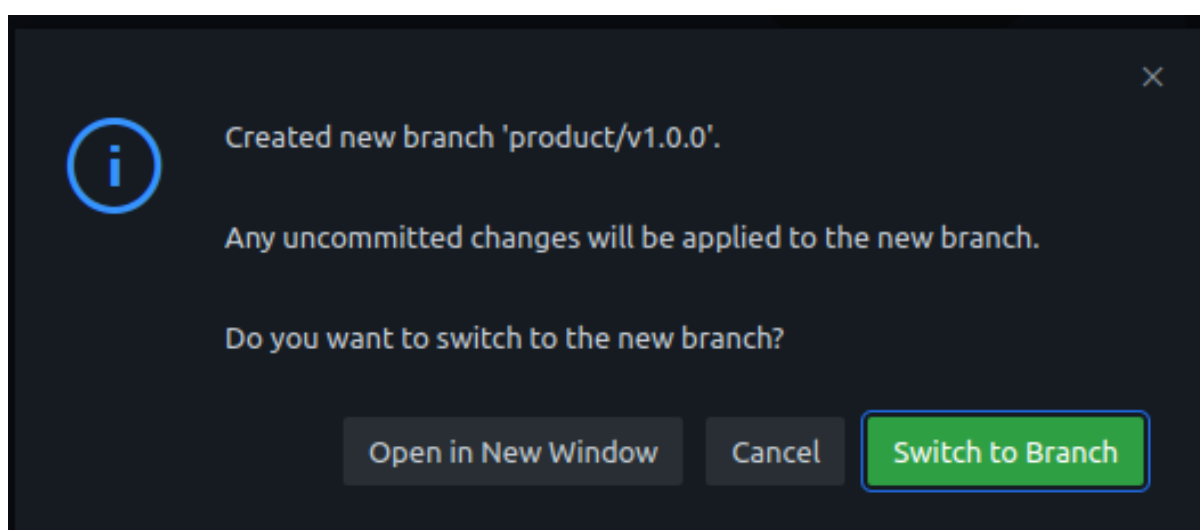 Created new branch 'product/v1.0.0'.
Any uncommitted changes will be applied to the new branch.
Do you want to switch to the new branch?
Open in New Window
Cancel
Switch to Branch